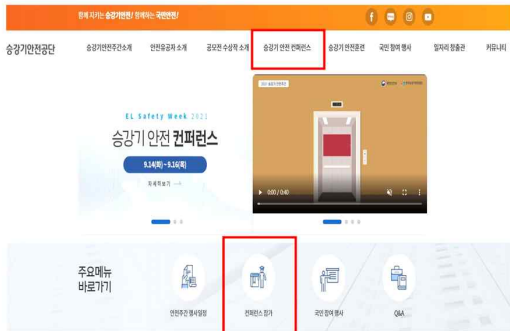 함께 지키는 승강기안전! 함께하는 국민안전!
승강기안전공단
승강기안전주간소개
안전유공자 소개
공모전 수상작 소개
승강기 안전 컨퍼런스
승강기 안전훈련
국민 참여 행사
일자리 창출관
커뮤니티
EL Safety Week 2021
승강기 안전 컨퍼런스
9.14(화)~9.16(목)
자세히보기
0:00 / 0:40
주요메뉴
바로가기
안전주간 행사일정
컨퍼런스 참가
국민 참여 행사
Q&A